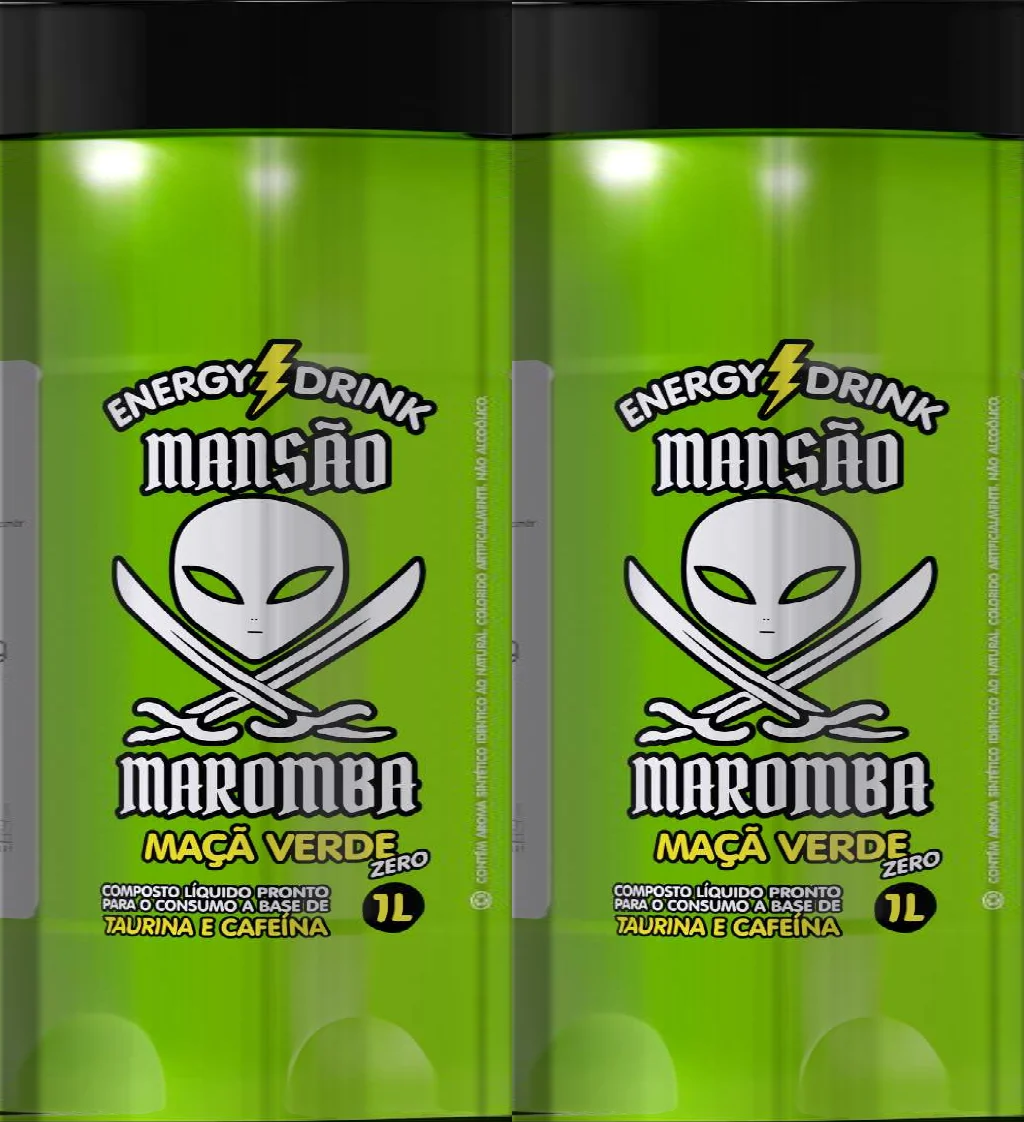 ENERGY DRINK
MANSÃO
MAROMBA
MAÇÃ VERDE
ZERO
COMPOSTO LÍQUIDO PRONTO
PARA O CONSUMO A BASE DE
TAURINA E CAFEÍNA
1L
CONTÉM AROMA SINTÉTICO IDÊNTICO AO NATURAL. COLORIDO ARTIFICIALMENTE. NÃO ALCOÓLICO.
ENERGY DRINK
MANSÃO
MAROMBA
MAÇÃ VERDE
ZERO
COMPOSTO LÍQUIDO PRONTO
PARA O CONSUMO A BASE DE
TAURINA E CAFEÍNA
1L
CONTÉM AROMA SINTÉTICO IDÊNTICO AO NATURAL. COLORIDO ARTIFICIALMENTE. NÃO ALCOÓLICO.